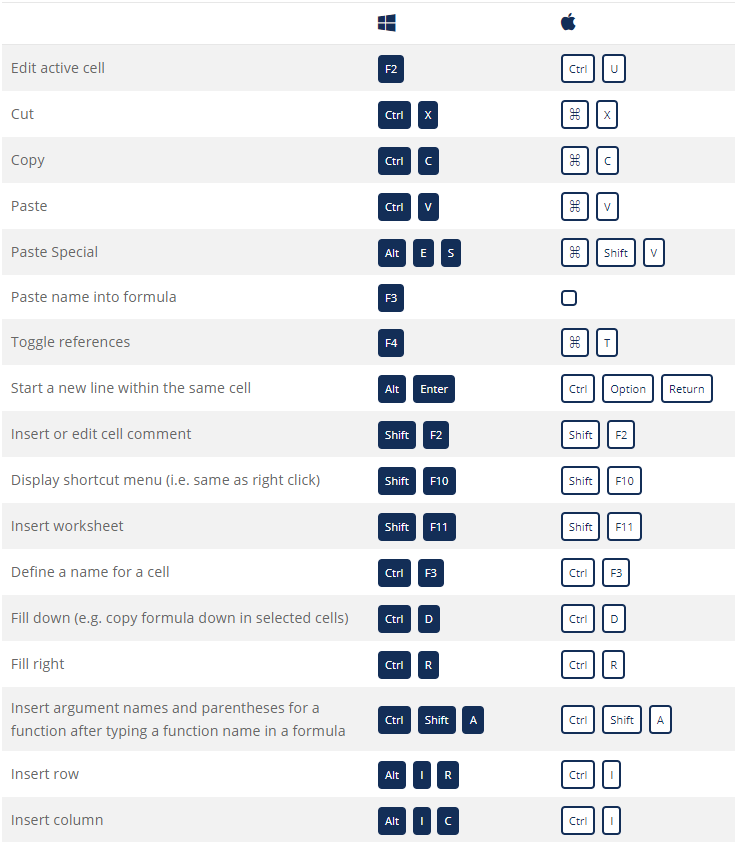 Edit active cell F2 Ctrl U
Cut Ctrl X ⌘ X
Copy Ctrl C ⌘ C
Paste Ctrl V ⌘ V
Paste Special Alt E S ⌘ Shift V
Paste name into formula F3
Toggle references F4 ⌘ T
Start a new line within the same cell Alt Enter Ctrl Option Return
Insert or edit cell comment Shift F2 Shift F2
Display shortcut menu (i.e. same as right click) Shift F10 Shift F10
Insert worksheet Shift F11 Shift F11
Define a name for a cell Ctrl F3 Ctrl F3
Fill down (e.g. copy formula down in selected cells) Ctrl D Ctrl D
Fill right Ctrl R Ctrl R
Insert argument names and parentheses for a
function after typing a function name in a formula Ctrl Shift A Ctrl Shift A
Insert row Alt I R Ctrl I
Insert column Alt I C Ctrl I